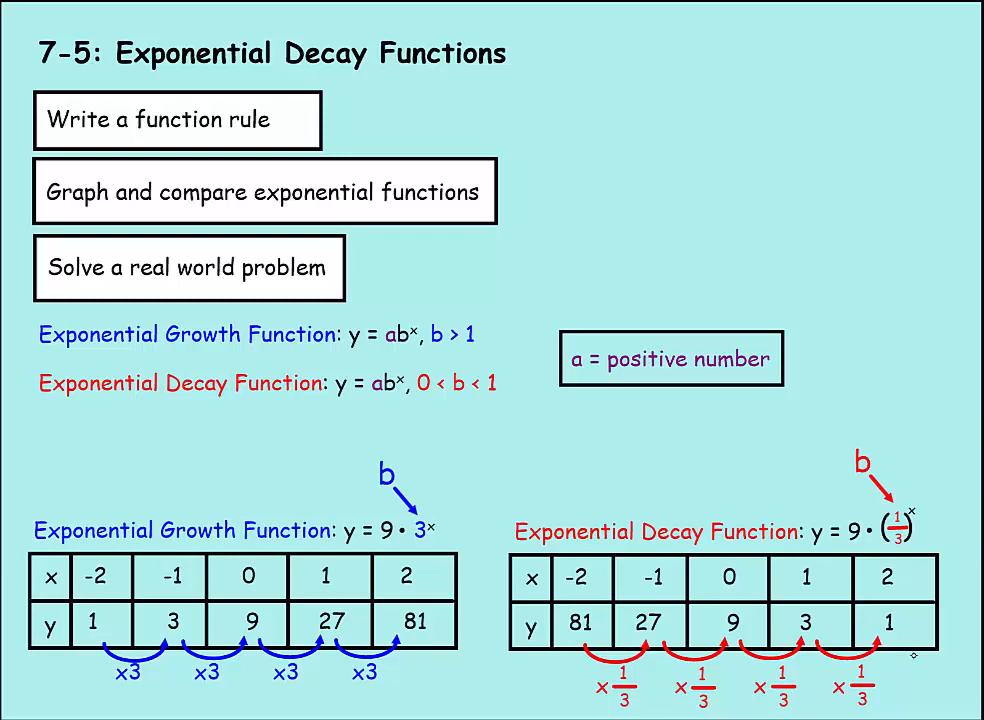 7-5: Exponential Decay Functions
Write a function rule
Graph and compare exponential functions
Solve a real world problem
Exponential Growth Function: y = abˣ, b > 1
Exponential Decay Function: y = abˣ, 0 < b < 1
a = positive number
b
Exponential Growth Function: y = 9 • 3ˣ
x -2 -1 0 1 2
y 1 3 9 27 81
x3 x3 x3 x3
b
Exponential Decay Function: y = 9 • (1/3)ˣ
x -2 -1 0 1 2
y 81 27 9 3 1
x 1/3 x 1/3 x 1/3 x 1/3